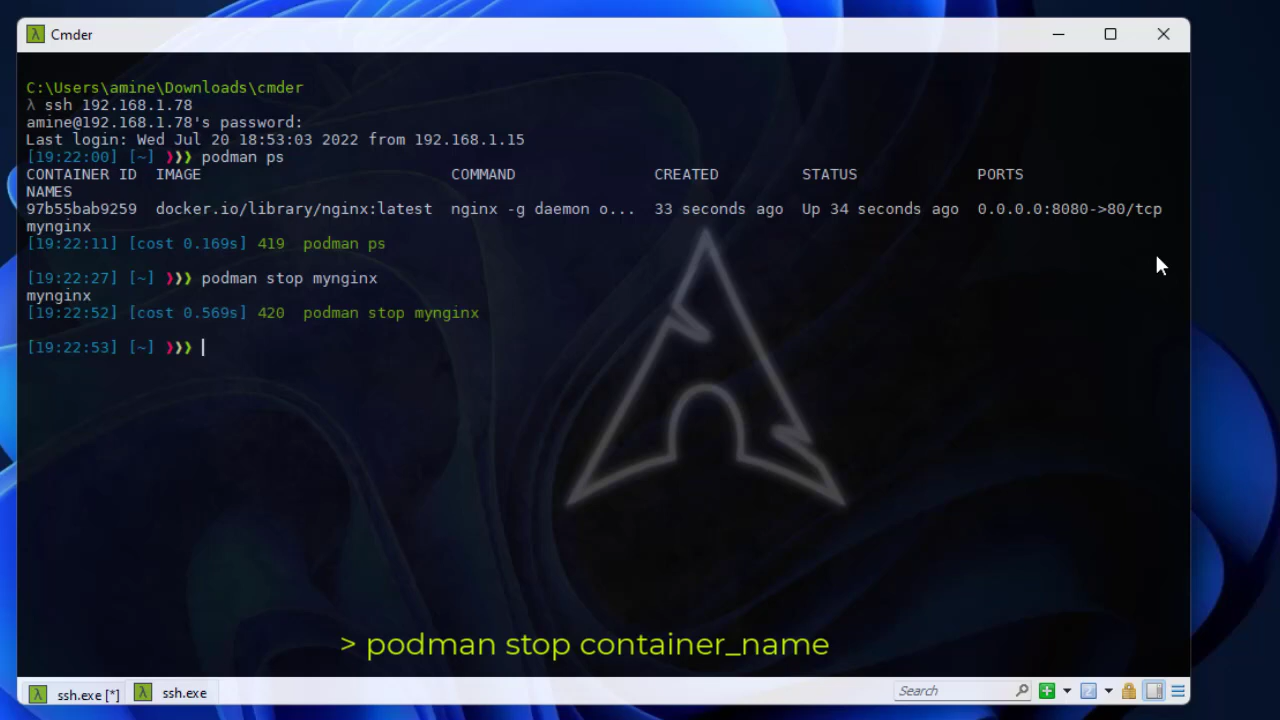 Cmder
C:\Users\amine\Downloads\cmder
λ ssh 192.168.1.78
amine@192.168.1.78's password:
Last login: Wed Jul 20 18:53:03 2022 from 192.168.1.15
[19:22:00] [~] ❯❯❯ podman ps
CONTAINER ID  IMAGE                           COMMAND               CREATED         STATUS             PORTS
NAMES
97b55bab9259  docker.io/library/nginx:latest  nginx -g daemon o...  33 seconds ago  Up 34 seconds ago  0.0.0.0:8080->80/tcp
mynginx
[19:22:11] [cost 0.169s] 419  podman ps
[19:22:27] [~] ❯❯❯ podman stop mynginx
mynginx
[19:22:52] [cost 0.569s] 420  podman stop mynginx
[19:22:53] [~] ❯❯❯
> podman stop container_name
ssh.exe [*] ssh.exe Search